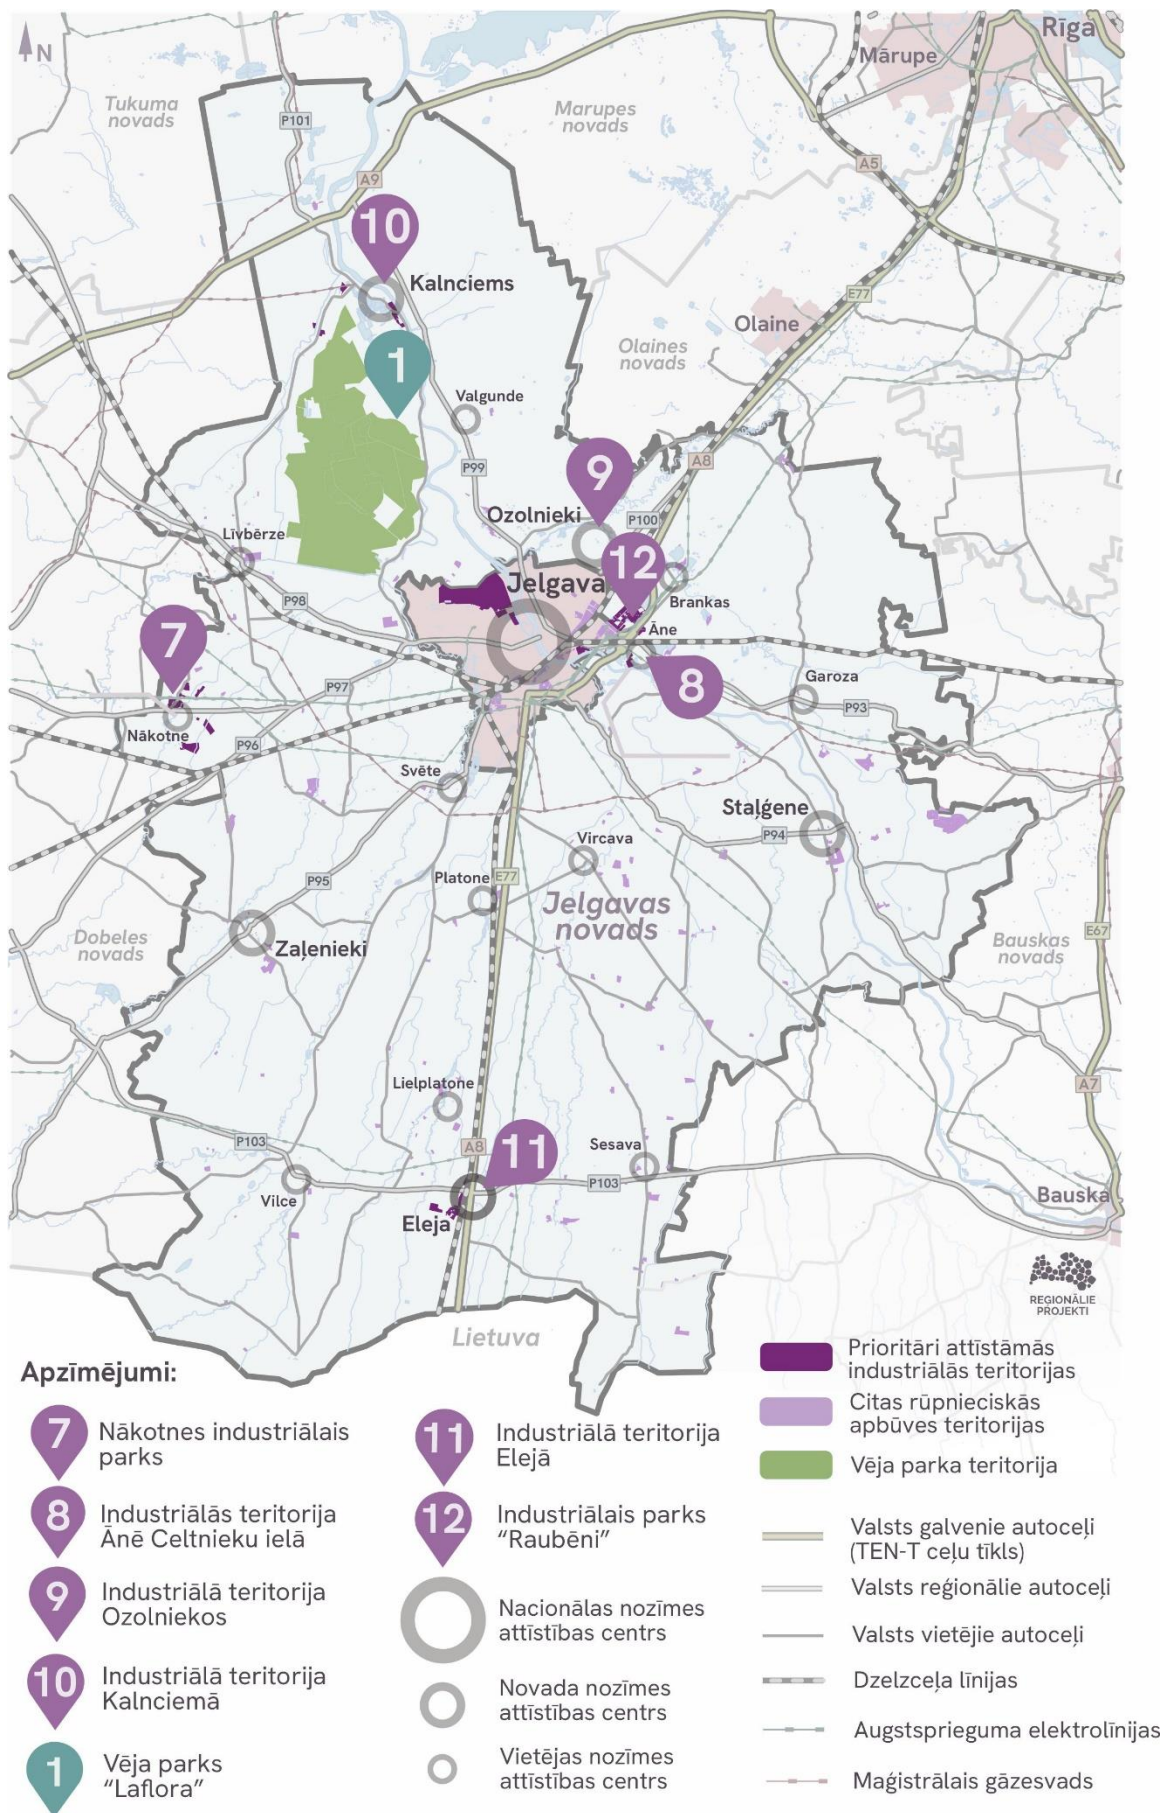 N
Rīga
Mārupe
Tukuma
novads
Marupes
novads
P101
A5
A9
10
Kalnciems
E77
Olaine
Olaines
novads
1
Valgunde
9
A8
P99
Ozolnieki
P100
Līvbērze
12
Jelgava
Brankas
P98
Āne
7
8
Garoza
P97
P93
Nākotne
P96
Svēte
Staļģene
P94
Vircava
P95
Platone
E77
Jelgavas
novads
Dobeles
novads
Zaļenieki
Bauskas
novads
E67
A7
Lielplatone
P103
A8
11
Sesava
P103
Vilce
Bauska
Eleja
REGIONĀLIE
PROJEKTI
Lietuva
Apzīmējumi:
7
Nākotnes industriālais
parks
8
Industriālās teritorija
Ānē Celtnieku ielā
9
Industriālā teritorija
Ozolniekos
10
Industriālā teritorija
Kalnciemā
1
Vēja parks
“Laflora”
11
Industriālā teritorija
Elejā
12
Industriālais parks
“Raubēni”
Nacionālas nozīmes
attīstības centrs
Novada nozīmes
attīstības centrs
Vietējas nozīmes
attīstības centrs
Prioritāri attīstāmās
industriālās teritorijas
Citas rūpnieciskās
apbūves teritorijas
Vēja parka teritorija
Valsts galvenie autoceļi
(TEN-T ceļu tīkls)
Valsts reģionālie autoceļi
Valsts vietējie autoceļi
Dzelzceļa līnijas
Augstsprieguma elektrolīnijas
Maģistrālais gāzesvads